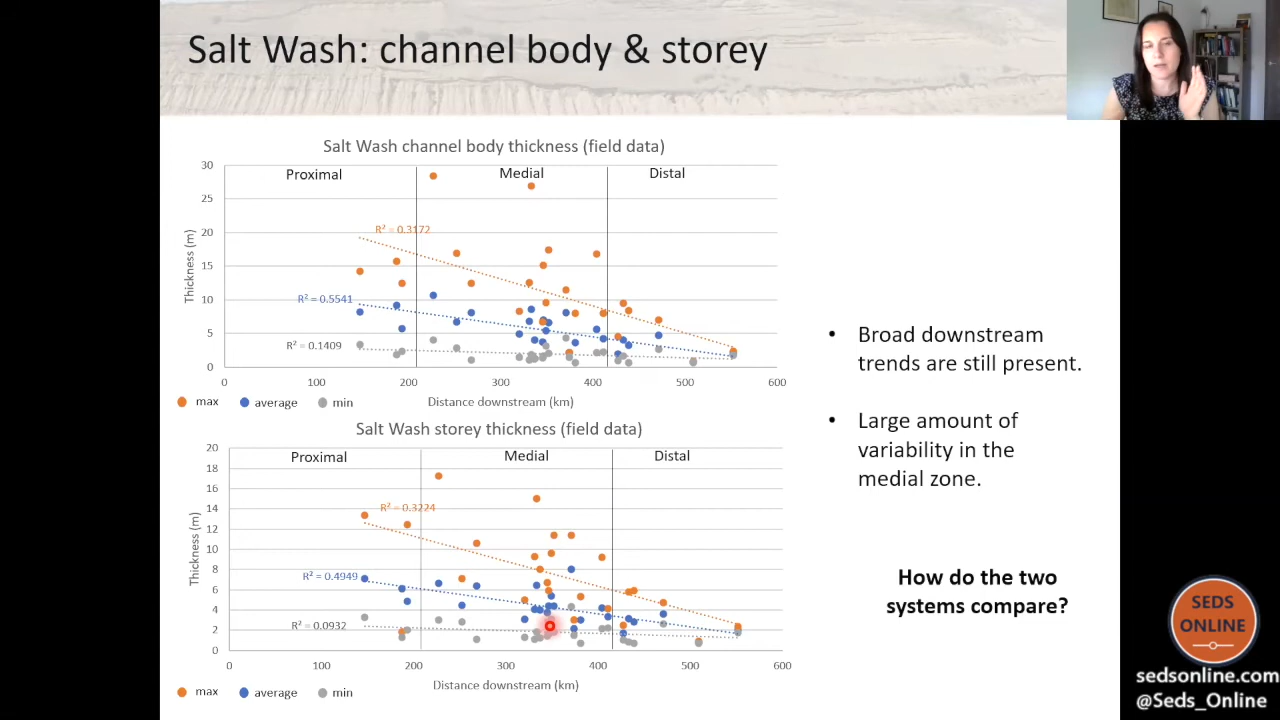 Salt Wash: channel body & storey
Salt Wash channel body thickness (field data)
30
25
20
15
10
5
0
Thickness (m)
Proximal
Medial
Distal
R² = 0.3172
R² = 0.5541
R² = 0.1409
0 100 200 300 400 500 600
max average min
Distance downstream (km)
Salt Wash storey thickness (field data)
20
18
16
14
12
10
8
6
4
2
0
Thickness (m)
Proximal
Medial
Distal
R² = 0.3224
R² = 0.4949
R² = 0.0932
0 100 200 300 400 500 600
max average min
Distance downstream (km)
• Broad downstream
trends are still present.
• Large amount of
variability in the
medial zone.
How do the two
systems compare?
SEDS
ONLINE
sedsonline.com
@Seds_Online